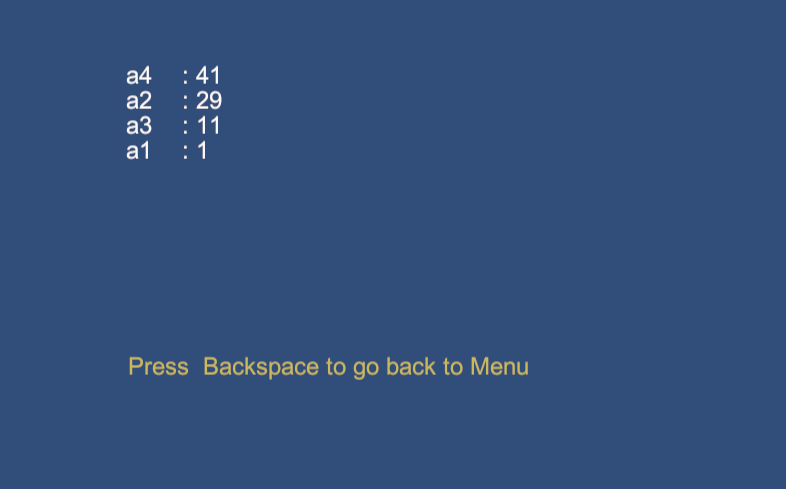 a4 : 41
a2 : 29
a3 : 11
a1 : 1
Press Backspace to go back to Menu